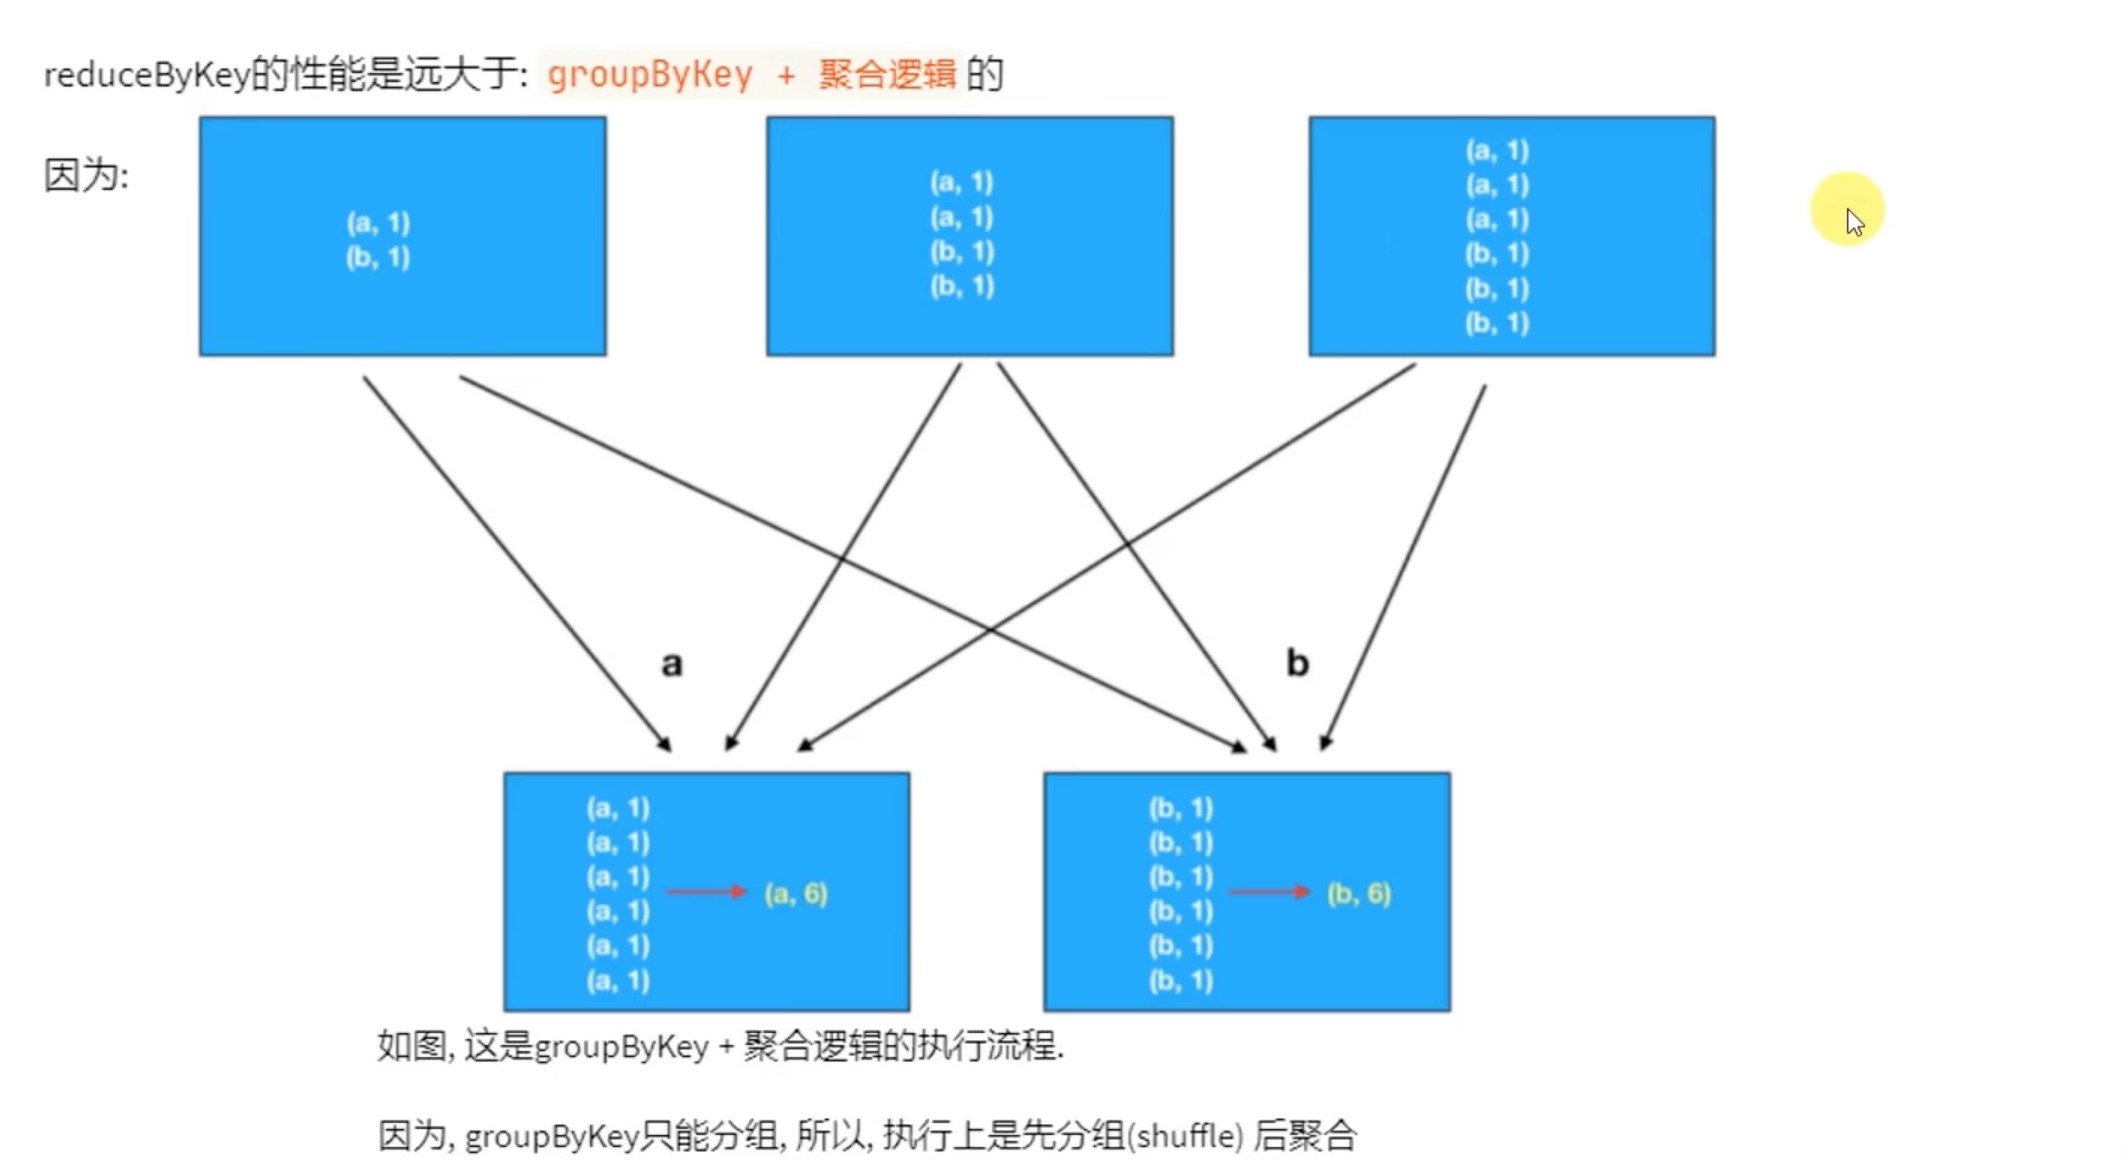 reduceByKey的性能是远大于: groupByKey + 聚合逻辑 的
因为:
(a, 1)
(b, 1)
(a, 1)
(a, 1)
(b, 1)
(b, 1)
(a, 1)
(a, 1)
(a, 1)
(b, 1)
(b, 1)
(b, 1)
a
b
(a, 1)
(a, 1)
(a, 1)
(a, 1)
(a, 1)
(a, 1)
(a, 6)
(b, 1)
(b, 1)
(b, 1)
(b, 1)
(b, 1)
(b, 1)
(b, 6)
如图, 这是groupByKey + 聚合逻辑的执行流程.
因为, groupByKey只能分组, 所以, 执行上是先分组(shuffle) 后聚合